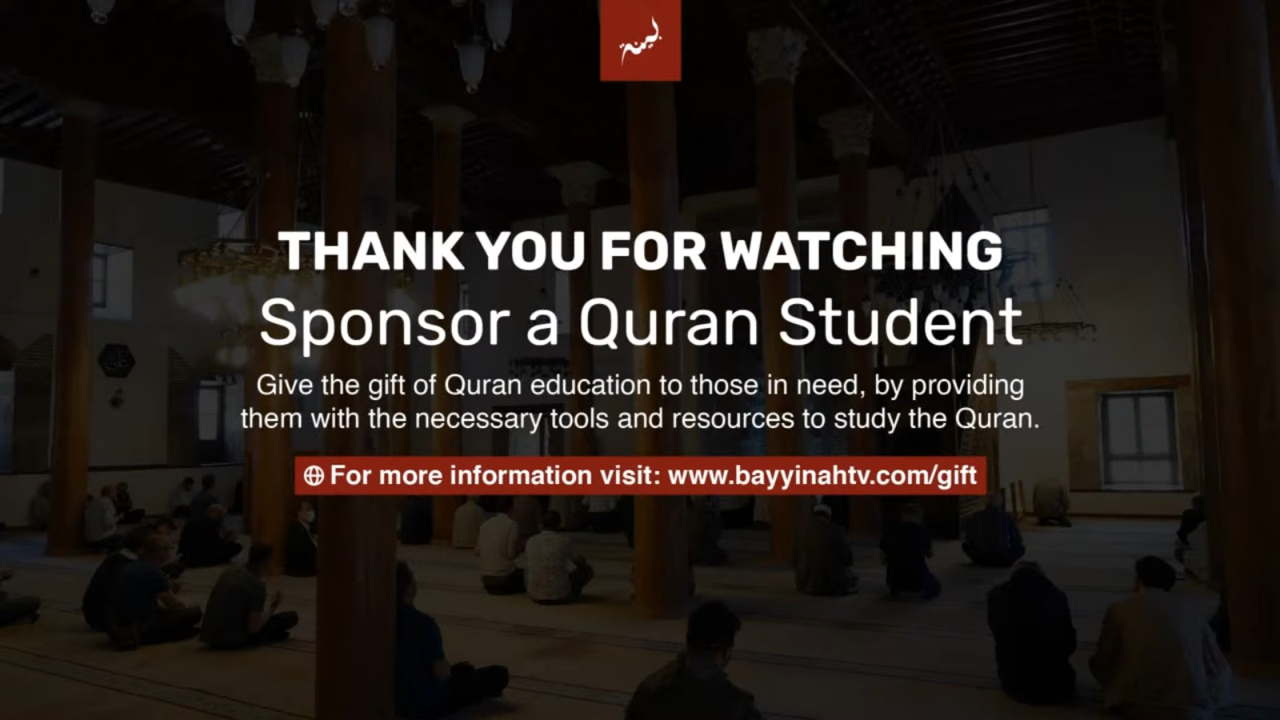 بينة
THANK YOU FOR WATCHING
Sponsor a Quran Student
Give the gift of Quran education to those in need, by providing
them with the necessary tools and resources to study the Quran.
For more information visit: www.bayyinahtv.com/gift